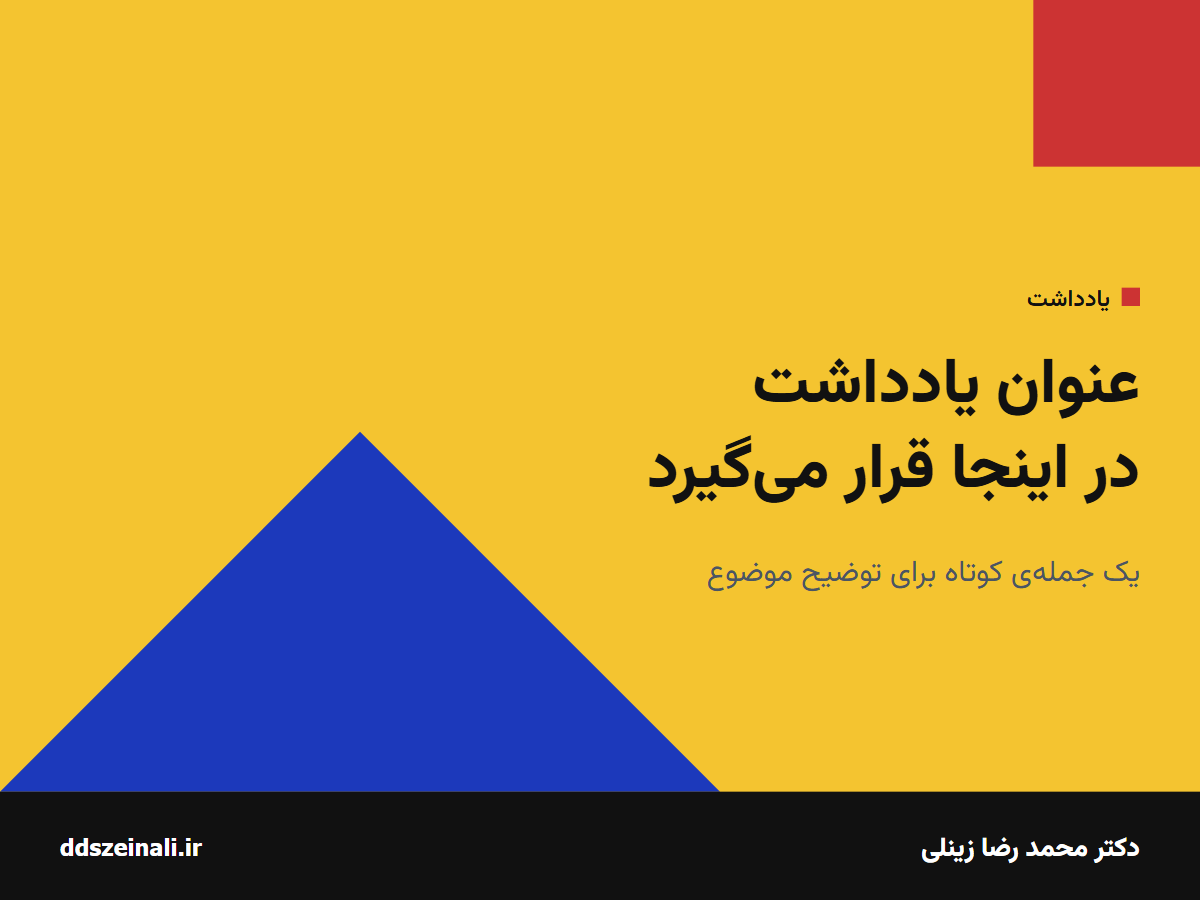 یادداشت
عنوان یادداشت
در اینجا قرار می‌گیرد
یک جمله‌ی کوتاه برای توضیح موضوع
دکتر محمد رضا زینلی
ddszeinali.ir